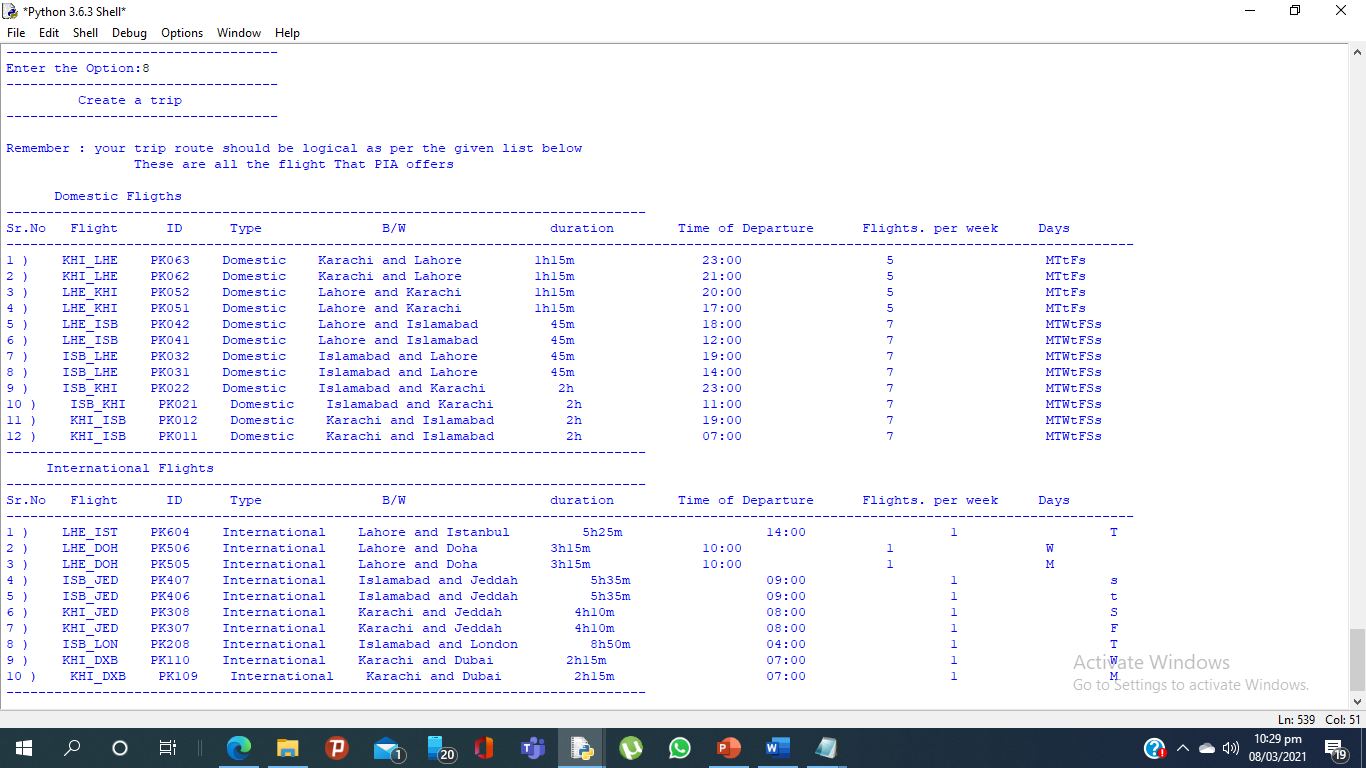 *Python 3.6.3 Shell*
File Edit Shell Debug Options Window Help
----------------------------------
Enter the Option:8
----------------------------------
Create a trip
----------------------------------
Remember : your trip route should be logical as per the given list below
These are all the flight That PIA offers
Domestic Fligths
--------------------------------------------------------------------------------
Sr.No Flight ID Type B/W duration Time of Departure Flights. per week Days
---------------------------------------------------------------------------------------------------------------------------------------------
1 ) KHI_LHE PK063 Domestic Karachi and Lahore 1h15m 23:00 5 MTtFs
2 ) KHI_LHE PK062 Domestic Karachi and Lahore 1h15m 21:00 5 MTtFs
3 ) LHE_KHI PK052 Domestic Lahore and Karachi 1h15m 20:00 5 MTtFs
4 ) LHE_KHI PK051 Domestic Lahore and Karachi 1h15m 17:00 5 MTtFs
5 ) LHE_ISB PK042 Domestic Lahore and Islamabad 45m 18:00 7 MTWtFSs
6 ) LHE_ISB PK041 Domestic Lahore and Islamabad 45m 12:00 7 MTWtFSs
7 ) ISB_LHE PK032 Domestic Islamabad and Lahore 45m 19:00 7 MTWtFSs
8 ) ISB_LHE PK031 Domestic Islamabad and Lahore 45m 14:00 7 MTWtFSs
9 ) ISB_KHI PK022 Domestic Islamabad and Karachi 2h 23:00 7 MTWtFSs
10 ) ISB_KHI PK021 Domestic Islamabad and Karachi 2h 11:00 7 MTWtFSs
11 ) KHI_ISB PK012 Domestic Karachi and Islamabad 2h 19:00 7 MTWtFSs
12 ) KHI_ISB PK011 Domestic Karachi and Islamabad 2h 07:00 7 MTWtFSs
--------------------------------------------------------------------------------
International Flights
--------------------------------------------------------------------------------
Sr.No Flight ID Type B/W duration Time of Departure Flights. per week Days
---------------------------------------------------------------------------------------------------------------------------------------------
1 ) LHE_IST PK604 International Lahore and Istanbul 5h25m 14:00 1 T
2 ) LHE_DOH PK506 International Lahore and Doha 3h15m 10:00 1 W
3 ) LHE_DOH PK505 International Lahore and Doha 3h15m 10:00 1 M
4 ) ISB_JED PK407 International Islamabad and Jeddah 5h35m 09:00 1 s
5 ) ISB_JED PK406 International Islamabad and Jeddah 5h35m 09:00 1 t
6 ) KHI_JED PK308 International Karachi and Jeddah 4h10m 08:00 1 S
7 ) KHI_JED PK307 International Karachi and Jeddah 4h10m 08:00 1 F
8 ) ISB_LON PK208 International Islamabad and London 8h50m 04:00 1 T
9 ) KHI_DXB PK110 International Karachi and Dubai 2h15m 07:00 1 W
10 ) KHI_DXB PK109 International Karachi and Dubai 2h15m 07:00 1 M
--------------------------------------------------------------------------------
Activate Windows
Go to Settings to activate Windows.
Ln: 539 Col: 51
1
20
10:29 pm
08/03/2021
19